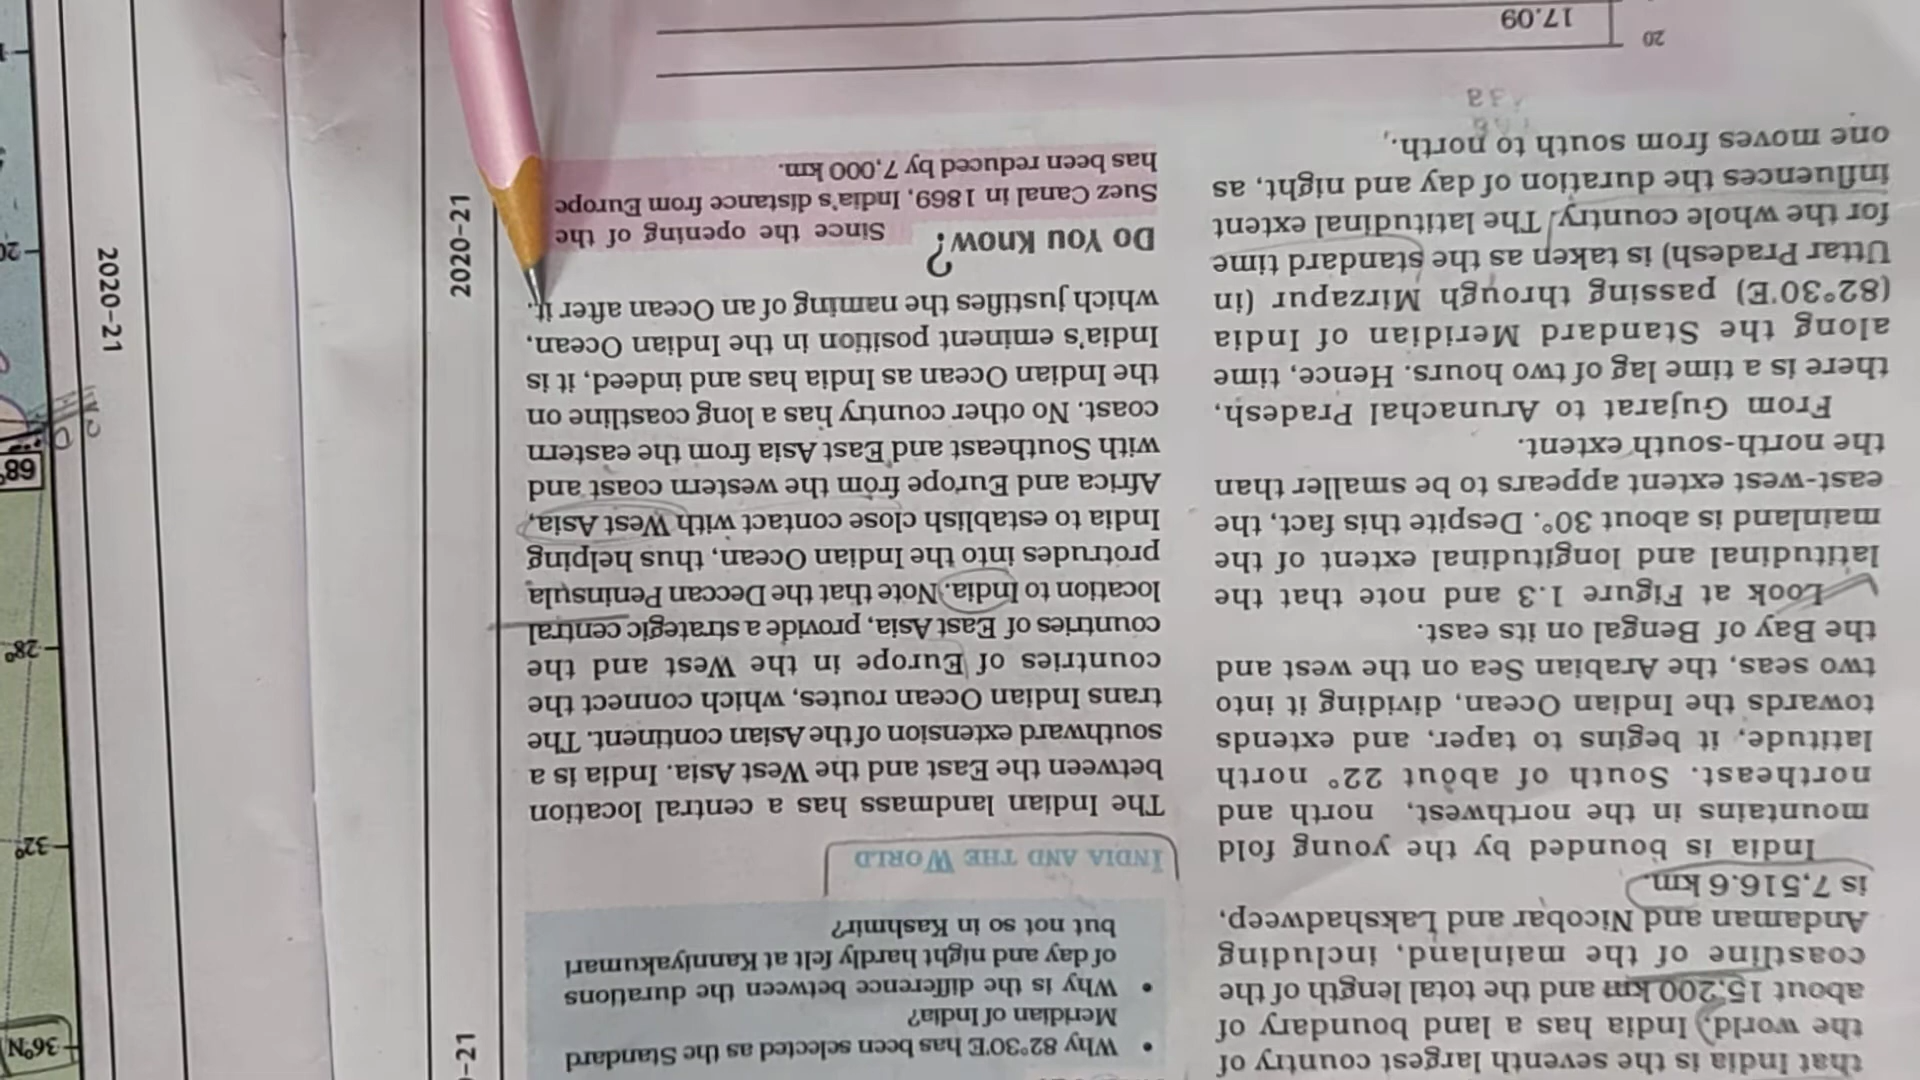 that India is the seventh largest country of
the world. India has a land boundary of
about 15,200 km and the total length of the
coastline of the mainland, including
Andaman and Nicobar and Lakshadweep,
is 7,516.6 km.
India is bounded by the young fold
mountains in the northwest, north and
northeast. South of about 22° north
latitude, it begins to taper, and extends
towards the Indian Ocean, dividing it into
two seas, the Arabian Sea on the west and
the Bay of Bengal on its east.
Look at Figure 1.3 and note that the
latitudinal and longitudinal extent of the
mainland is about 30°. Despite this fact, the
east-west extent appears to be smaller than
the north-south extent.
From Gujarat to Arunachal Pradesh,
there is a time lag of two hours. Hence, time
along the Standard Meridian of India
(82°30'E) passing through Mirzapur (in
Uttar Pradesh) is taken as the standard time
for the whole country. The latitudinal extent
influences the duration of day and night, as
one moves from south to north.
• Why 82°30'E has been selected as the Standard
Meridian of India?
• Why is the difference between the durations
of day and night hardly felt at Kanniyakumari
but not so in Kashmir?
INDIA AND THE WORLD
The Indian landmass has a central location
between the East and the West Asia. India is a
southward extension of the Asian continent. The
trans Indian Ocean routes, which connect the
countries of Europe in the West and the
countries of East Asia, provide a strategic central
location to India. Note that the Deccan Peninsula
protrudes into the Indian Ocean, thus helping
India to establish close contact with West Asia,
Africa and Europe from the western coast and
with Southeast and East Asia from the eastern
coast. No other country has a long coastline on
the Indian Ocean as India has and indeed, it is
India's eminent position in the Indian Ocean,
which justifies the naming of an Ocean after it.
DO YOU KNOW? Since the opening of the
Suez Canal in 1869, India's distance from Europe
has been reduced by 7,000 km.
20
17.09
-21
2020-21
2020-21
36°N
32°
28°
68°
20